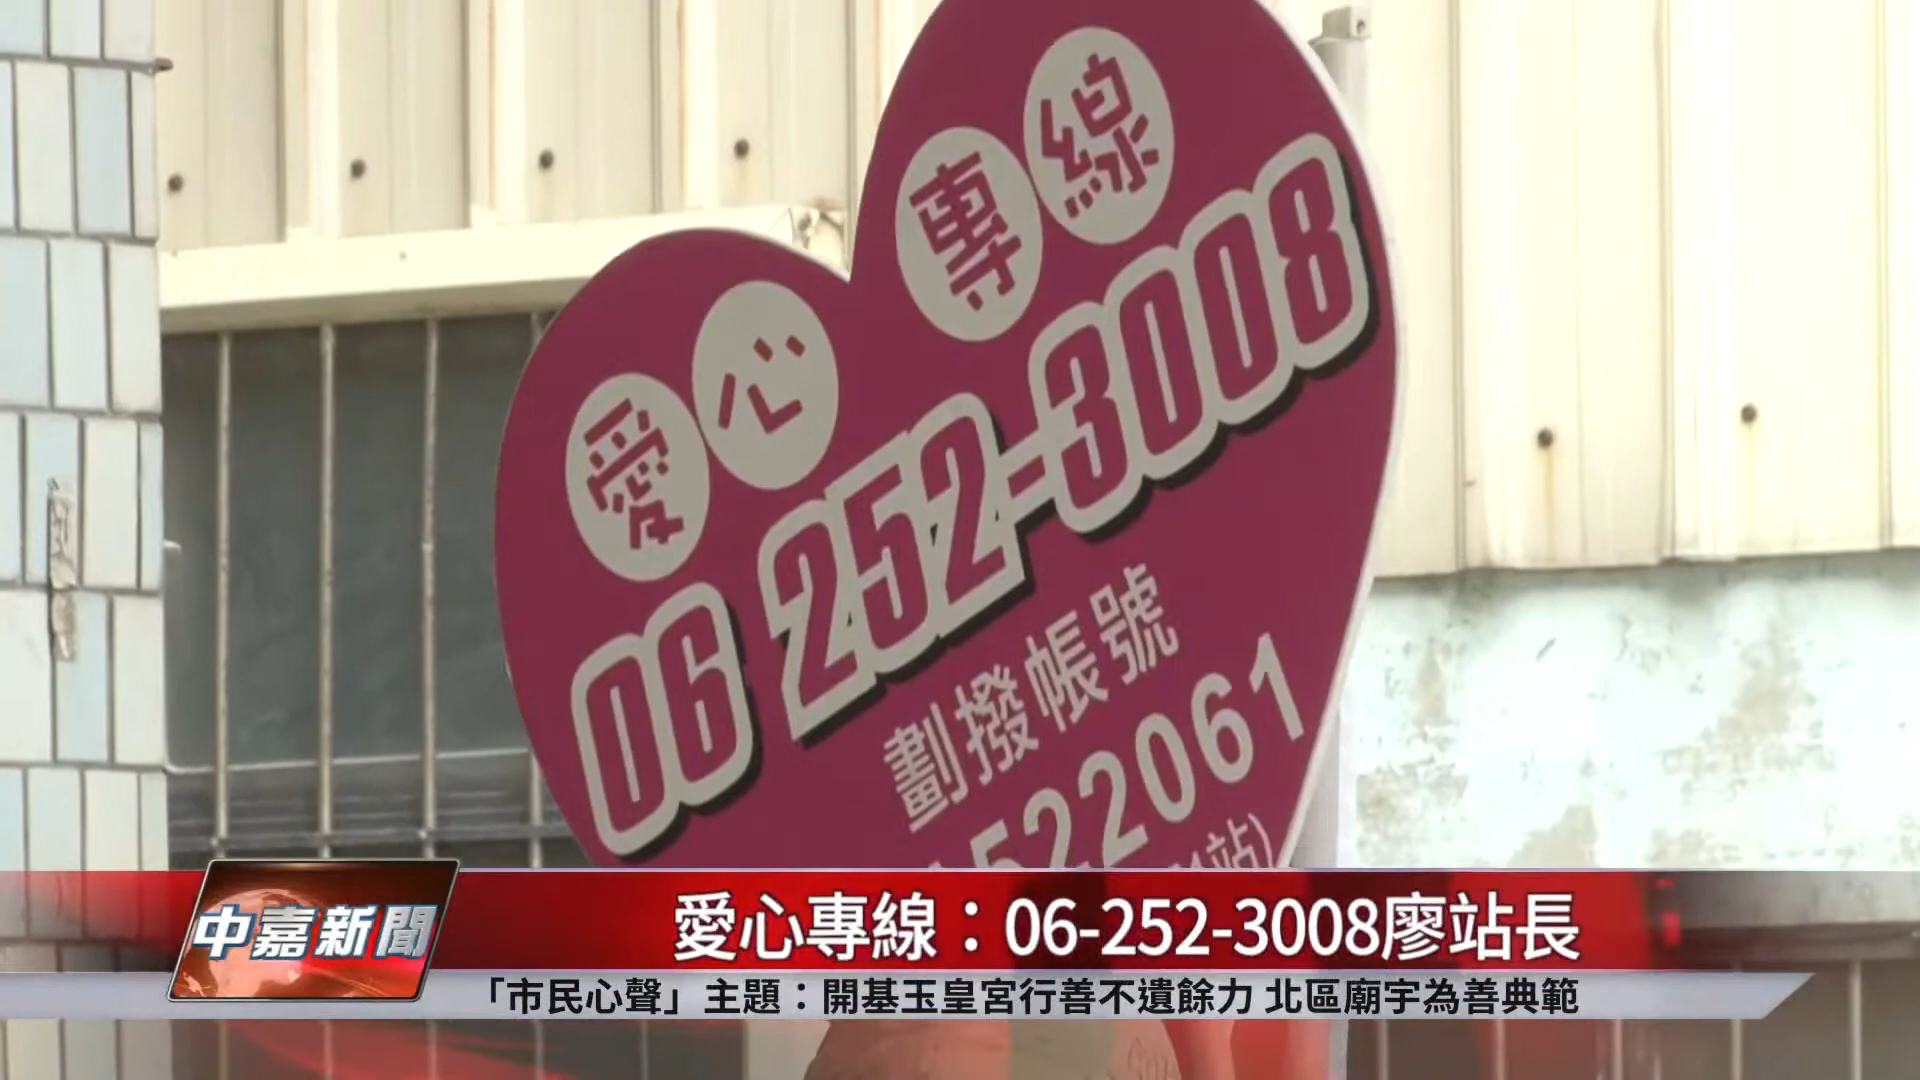 愛心專線
06 252-3008
劃撥帳號
522061
站)
中嘉新聞
愛心專線：06-252-3008廖站長
「市民心聲」主題：開基玉皇宮行善不遺餘力 北區廟宇為善典範